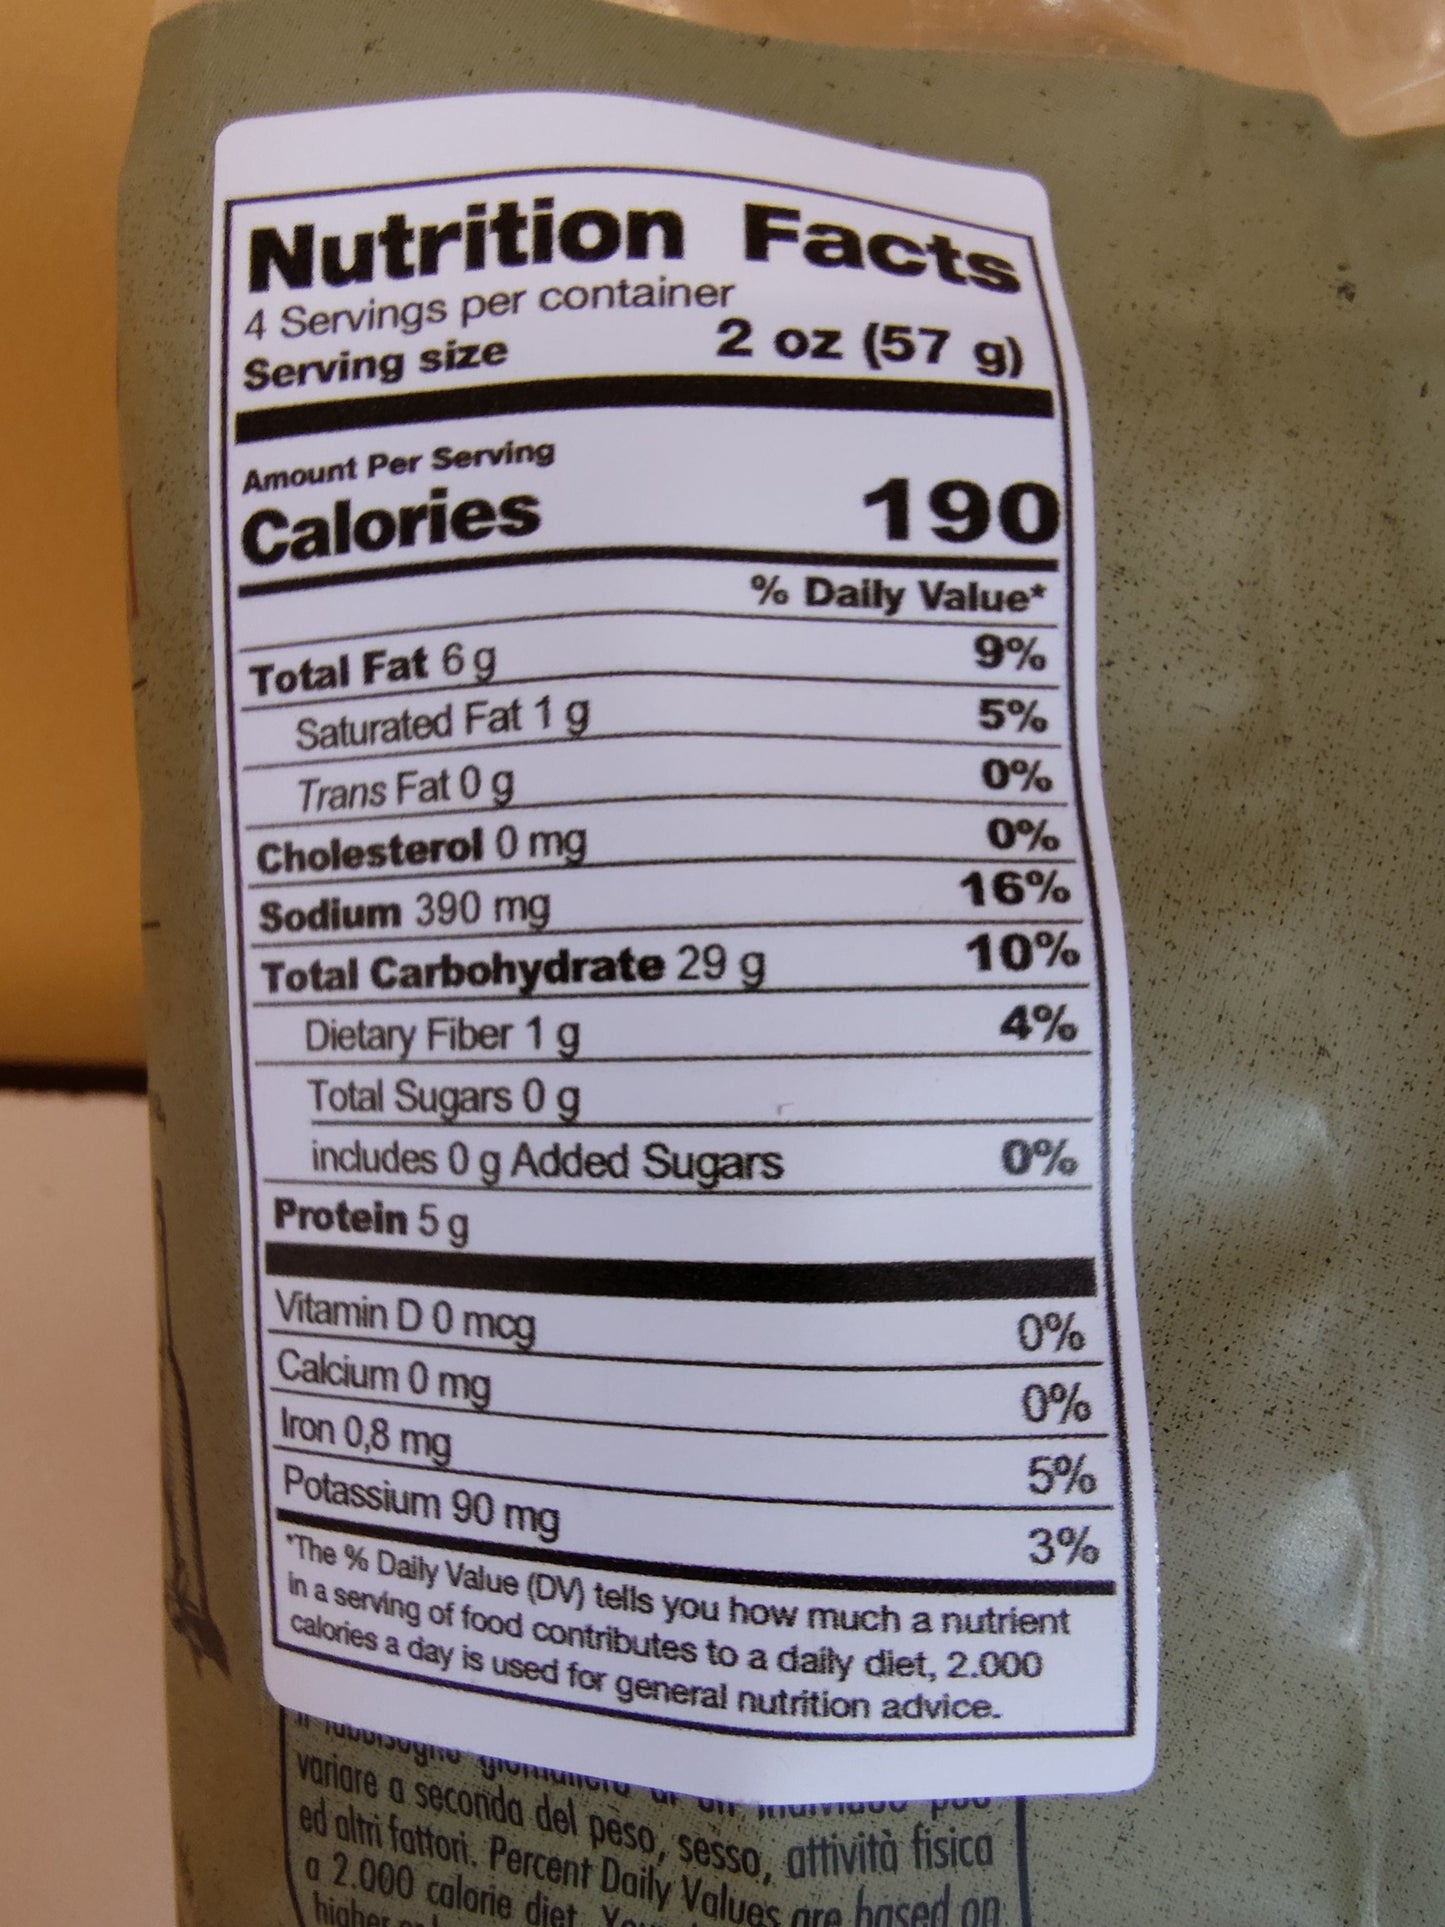 Nutrition Facts
4 Servings per container
Serving size 2 oz (57 g)
Amount Per Serving
Calories 190
% Daily Value*
Total Fat 6 g 9%
Saturated Fat 1 g 5%
Trans Fat 0 g 0%
Cholesterol 0 mg 0%
Sodium 390 mg 16%
Total Carbohydrate 29 g 10%
Dietary Fiber 1 g 4%
Total Sugars 0 g
includes 0 g Added Sugars 0%
Protein 5 g
Vitamin D 0 mcg 0%
Calcium 0 mg 0%
Iron 0,8 mg 5%
Potassium 90 mg 3%
*The % Daily Value (DV) tells you how much a nutrient
in a serving of food contributes to a daily diet, 2.000
calories a day is used for general nutrition advice.
variare a seconda del peso, sesso, attività fisica
ed altri fattori. Percent Daily Values are based on
a 2.000 calorie diet.
higher